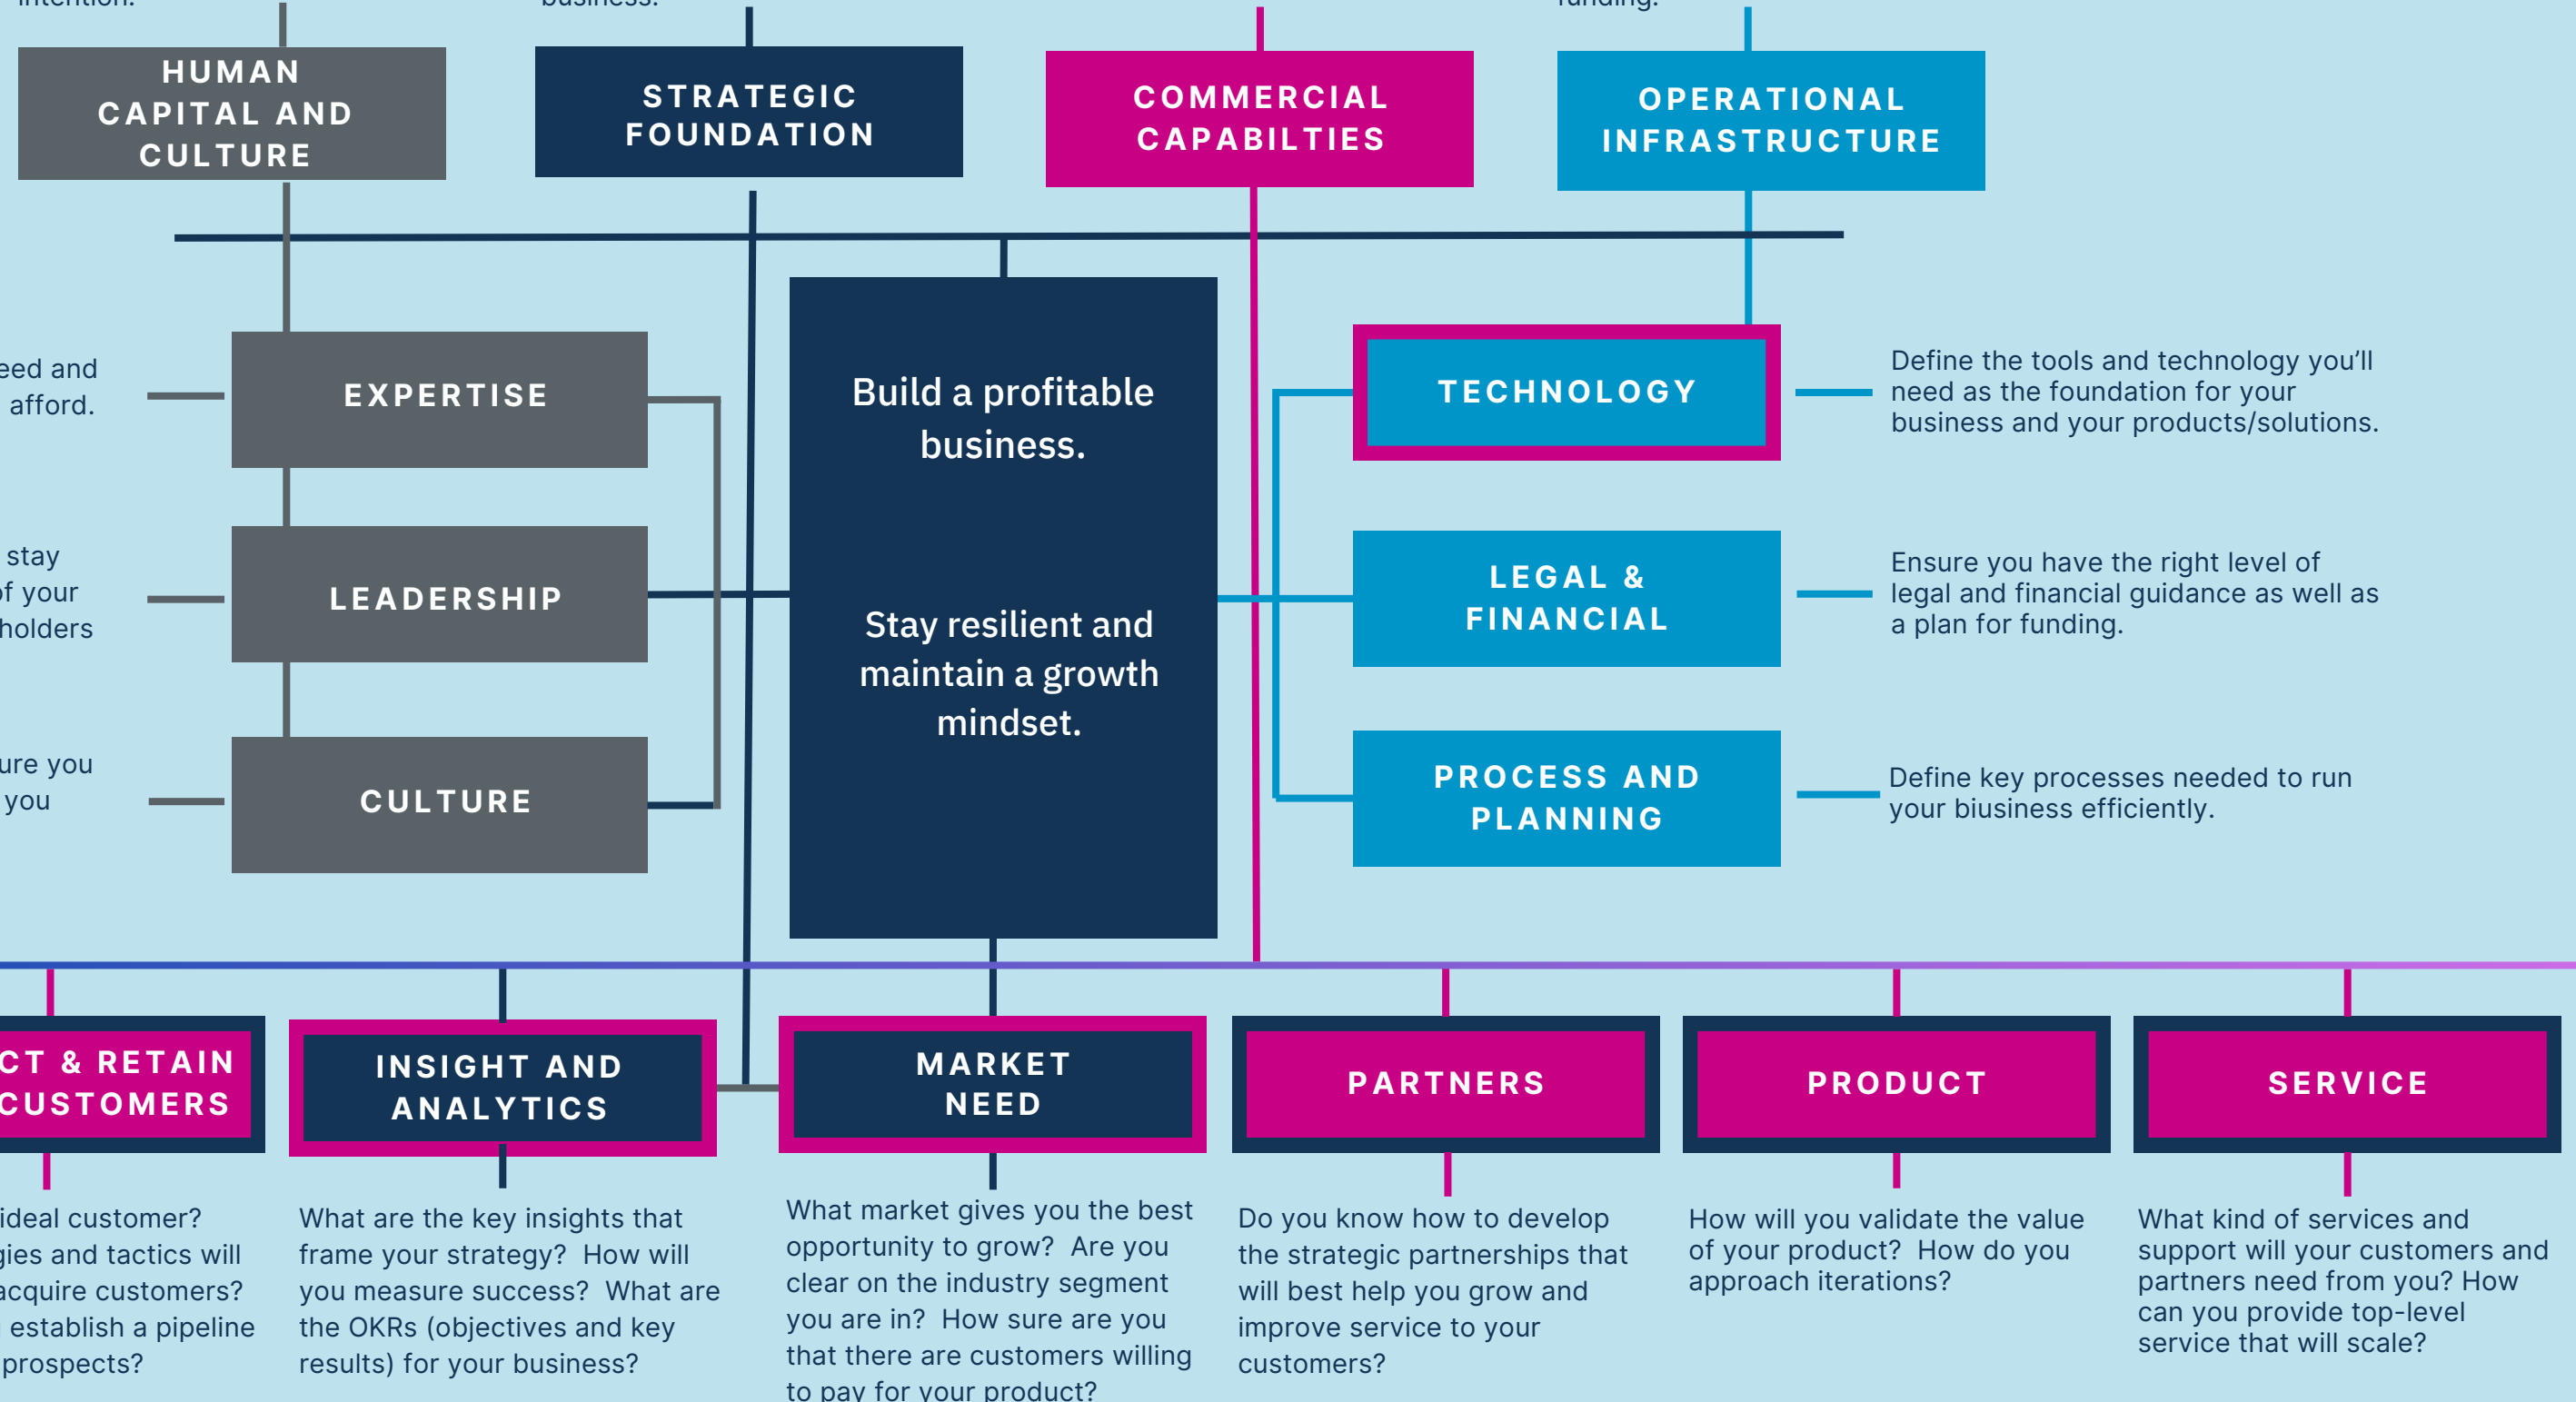 business.
funding.
HUMAN
CAPITAL AND
CULTURE
STRATEGIC
FOUNDATION
COMMERCIAL
CAPABILTIES
OPERATIONAL
INFRASTRUCTURE
eed and
afford.
EXPERTISE
stay
of your
holders
LEADERSHIP
ure you
you
CULTURE
Build a profitable
business.
Stay resilient and
maintain a growth
mindset.
TECHNOLOGY
Define the tools and technology you’ll
need as the foundation for your
business and your products/solutions.
LEGAL &
FINANCIAL
Ensure you have the right level of
legal and financial guidance as well as
a plan for funding.
PROCESS AND
PLANNING
Define key processes needed to run
your biusiness efficiently.
CT & RETAIN
CUSTOMERS
ideal customer?
gies and tactics will
acquire customers?
establish a pipeline
prospects?
INSIGHT AND
ANALYTICS
What are the key insights that
frame your strategy? How will
you measure success? What are
the OKRs (objectives and key
results) for your business?
MARKET
NEED
What market gives you the best
opportunity to grow? Are you
clear on the industry segment
you are in? How sure are you
that there are customers willing
to pay for your product?
PARTNERS
Do you know how to develop
the strategic partnerships that
will best help you grow and
improve service to your
customers?
PRODUCT
How will you validate the value
of your product? How do you
approach iterations?
SERVICE
What kind of services and
support will your customers and
partners need from you? How
can you provide top-level
service that will scale?